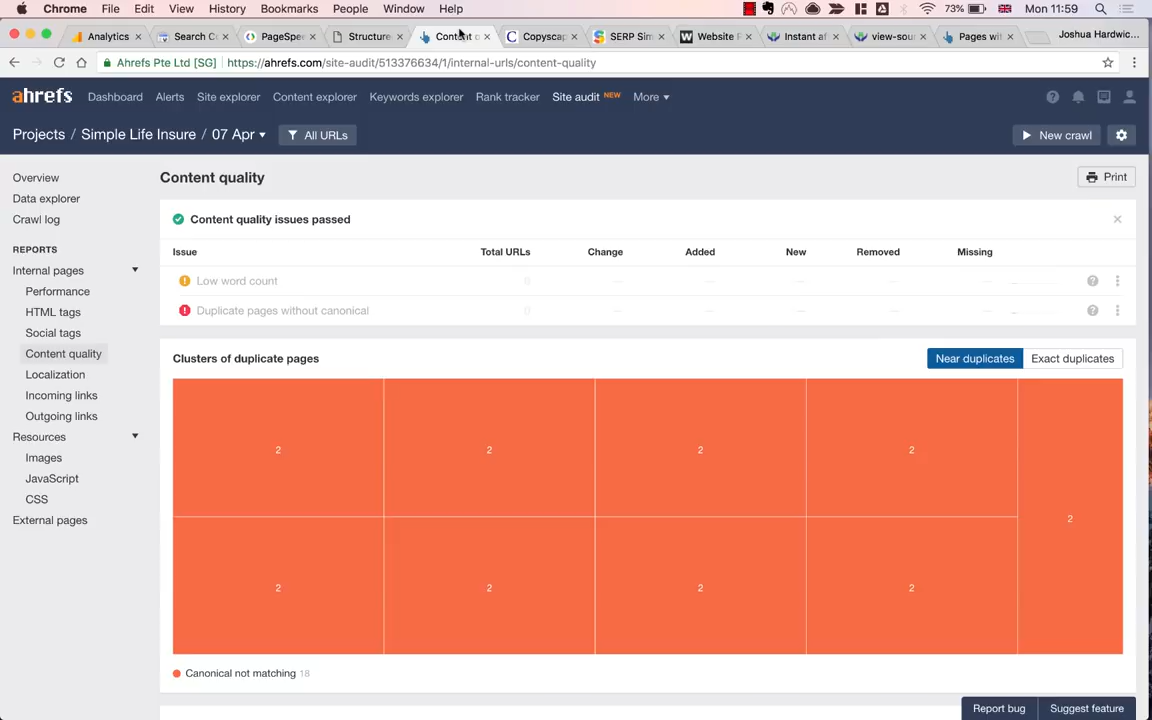 Chrome File Edit View History Bookmarks People Window Help 73% Mon 11:59
Analytics Search C PageSpee Structure Content Copyscap SERP Sim Website P Instant af view-sou Pages wit Joshua Hardwic...
Ahrefs Pte Ltd [SG] https://ahrefs.com/site-audit/513376634/1/internal-urls/content-quality
ahrefs Dashboard Alerts Site explorer Content explorer Keywords explorer Rank tracker Site audit NEW More
Projects / Simple Life Insure / 07 Apr All URLs New crawl
Overview
Data explorer
Crawl log
REPORTS
Internal pages
Performance
HTML tags
Social tags
Content quality
Localization
Incoming links
Outgoing links
Resources
Images
JavaScript
CSS
External pages
Content quality Print
Content quality issues passed
Issue Total URLs Change Added New Removed Missing
Low word count 0
Duplicate pages without canonical 0
Clusters of duplicate pages Near duplicates Exact duplicates
2 2 2 2
2
2 2 2 2
Canonical not matching 18
Report bug Suggest feature